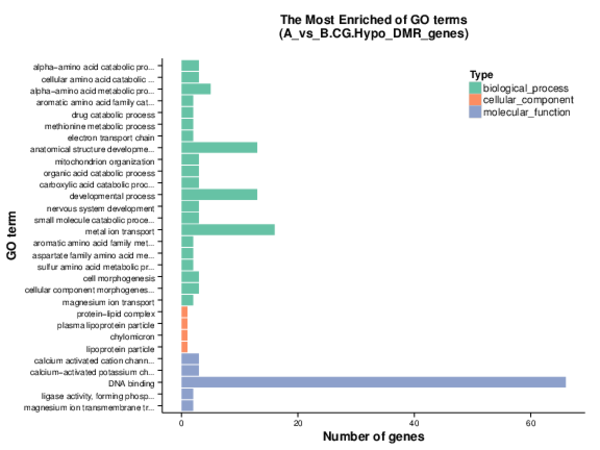 The Most Enriched of GO terms
(A_vs_B.CG.Hypo_DMR_genes)
Type
biological_process
cellular_component
molecular_function
GO term
alpha−amino acid catabolic pro...
cellular amino acid catabolic ...
alpha−amino acid metabolic pro...
aromatic amino acid family cat...
drug catabolic process
methionine metabolic process
electron transport chain
anatomical structure developme...
mitochondrion organization
organic acid catabolic process
carboxylic acid catabolic proc...
developmental process
nervous system development
small molecule catabolic proce...
metal ion transport
aromatic amino acid family met...
aspartate family amino acid me...
sulfur amino acid metabolic pr...
cell morphogenesis
cellular component morphogenes...
magnesium ion transport
protein−lipid complex
plasma lipoprotein particle
chylomicron
lipoprotein particle
calcium activated cation chann...
calcium−activated potassium ch...
DNA binding
ligase activity, forming phosp...
magnesium ion transmembrane tr...
0 20 40 60
Number of genes